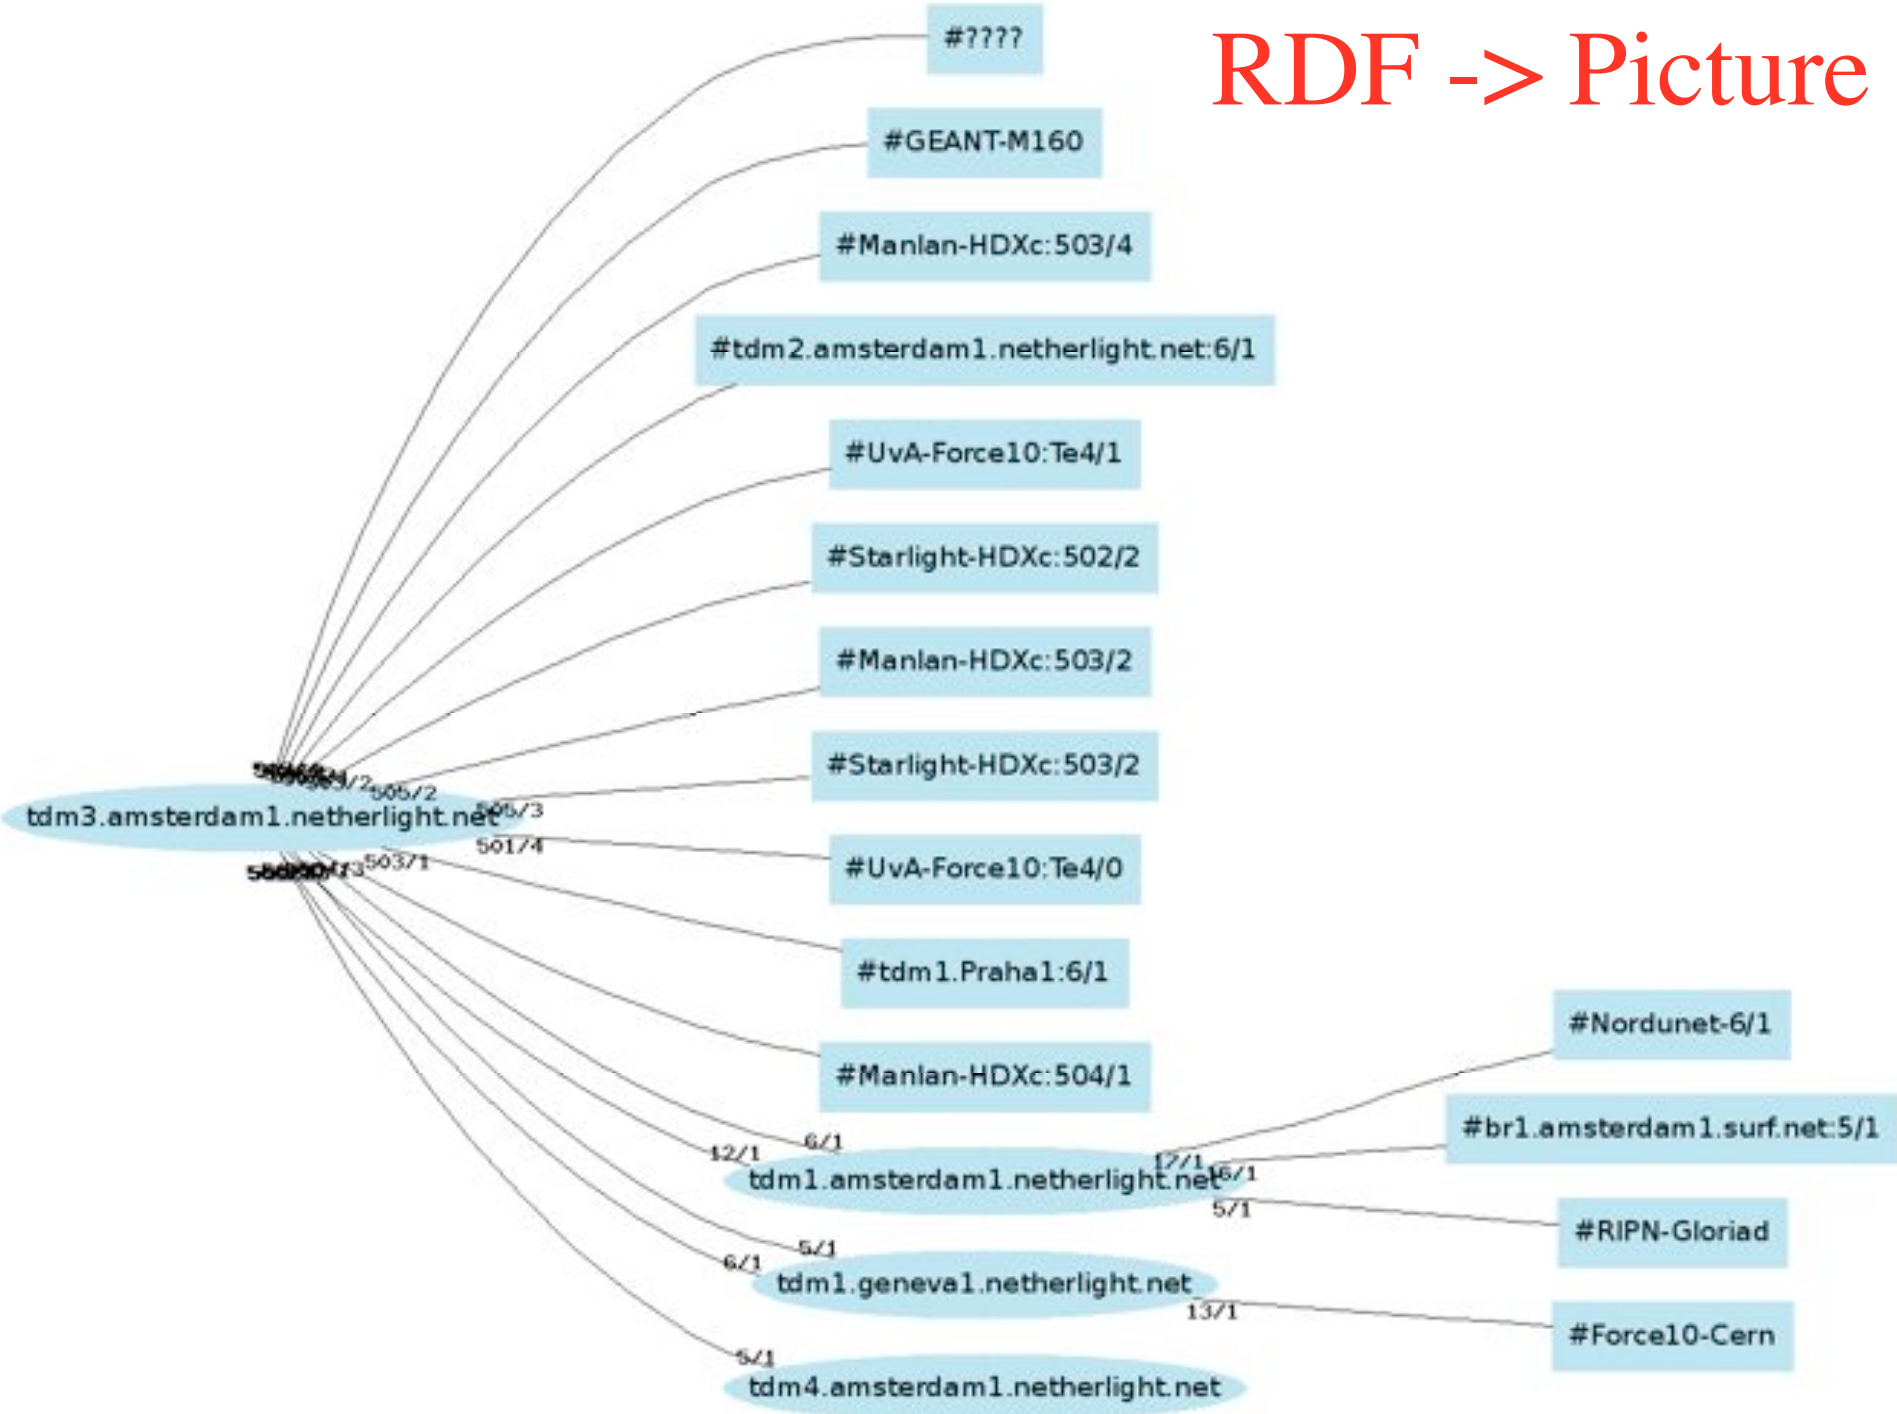 RDF -> Picture
#????
#GEANT-M160
#Manlan-HDXc:503/4
#tdm2.amsterdam1.netherlight.net:6/1
#UvA-Force10:Te4/1
#Starlight-HDXc:502/2
#Manlan-HDXc:503/2
#Starlight-HDXc:503/2
505/2
505/3
tdm3.amsterdam1.netherlight.net
501/4
503/1
#UvA-Force10:Te4/0
#tdm1.Praha1:6/1
#Nordunet-6/1
#Manlan-HDXc:504/1
#br1.amsterdam1.surf.net:5/1
6/1
12/1
17/1
16/1
tdm1.amsterdam1.netherlight.net
5/1
#RIPN-Gloriad
5/1
6/1
tdm1.geneva1.netherlight.net
13/1
#Force10-Cern
5/1
tdm4.amsterdam1.netherlight.net